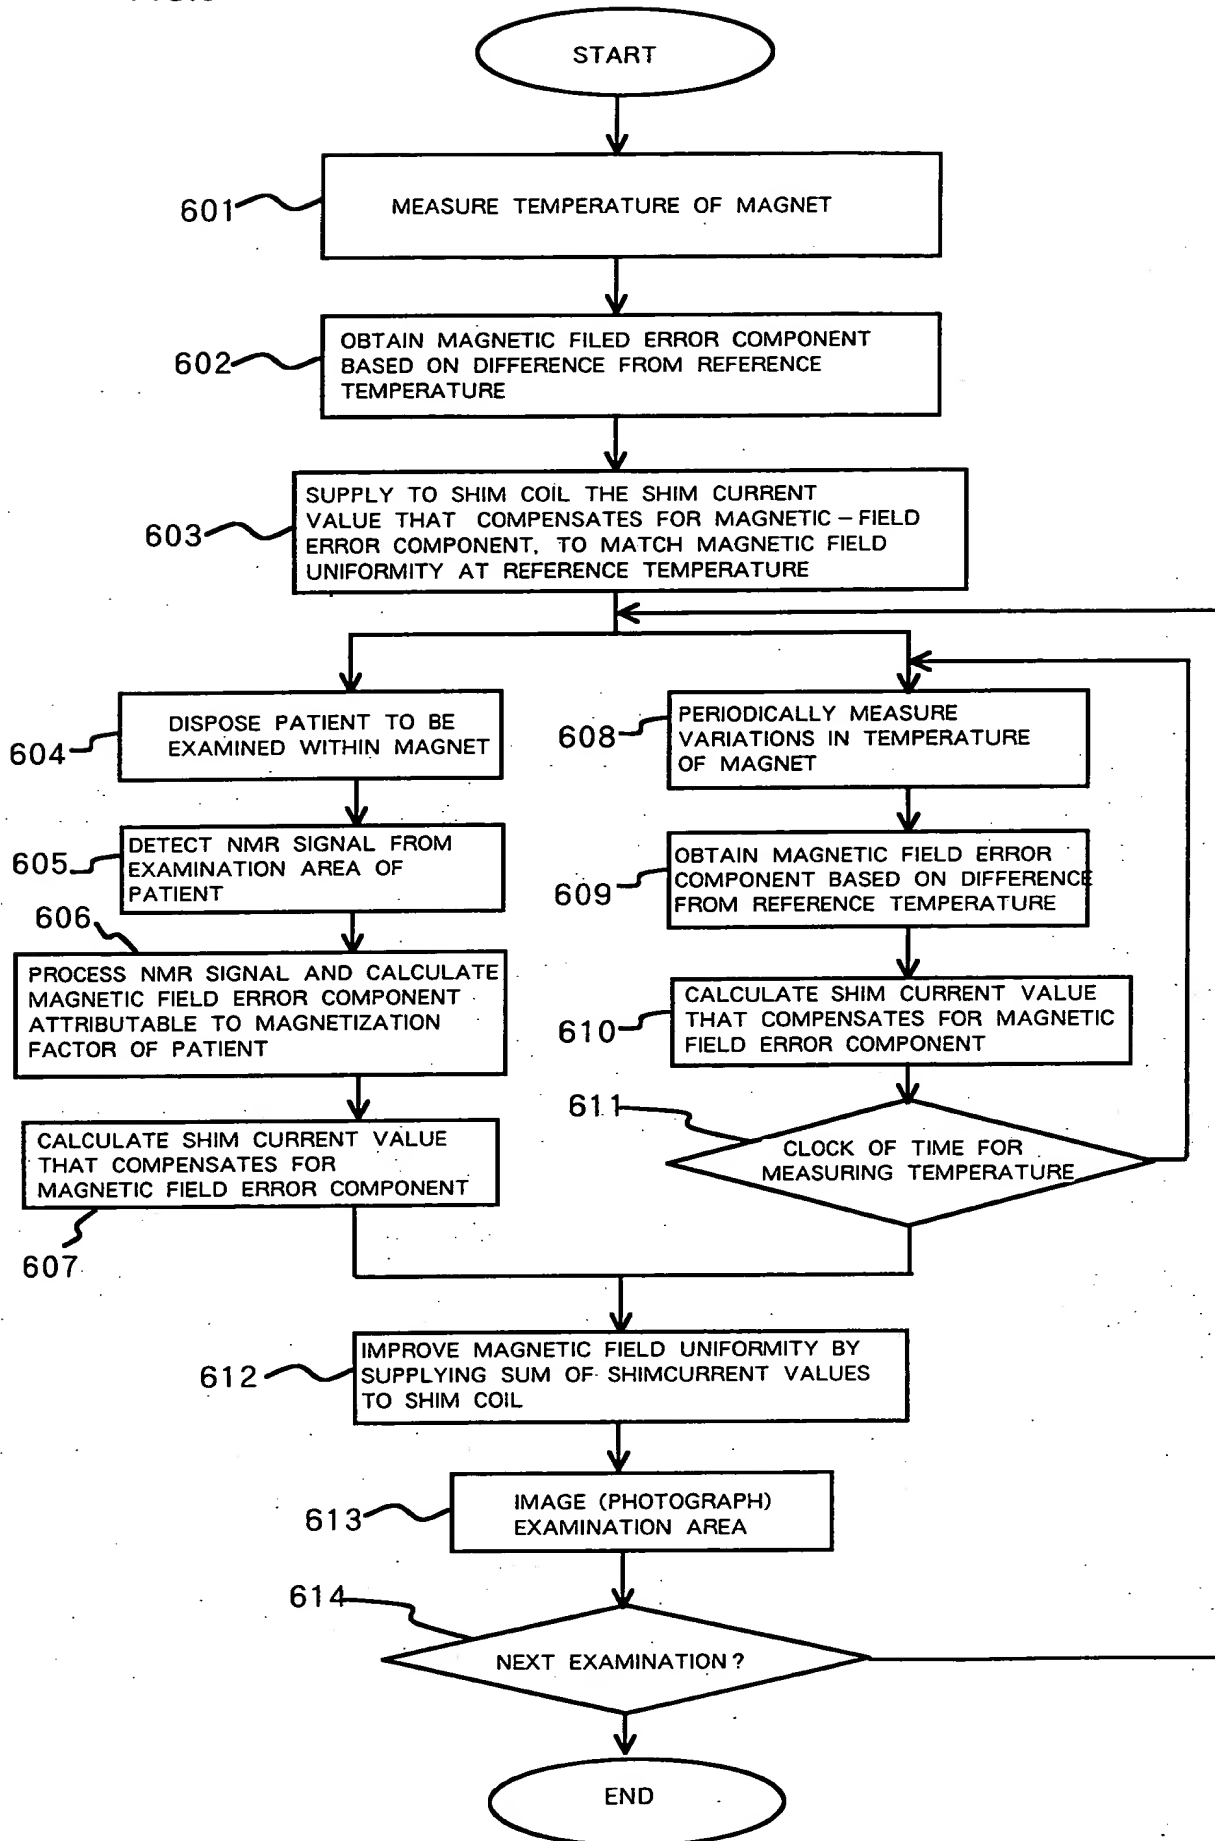 START
601
MEASURE TEMPERATURE OF MAGNET
602
OBTAIN MAGNETIC FILED ERROR COMPONENT
BASED ON DIFFERENCE FROM REFERENCE
TEMPERATURE
603
SUPPLY TO SHIM COIL THE SHIM CURRENT
VALUE THAT COMPENSATES FOR MAGNETIC-FIELD
ERROR COMPONENT, TO MATCH MAGNETIC FIELD
UNIFORMITY AT REFERENCE TEMPERATURE
604
DISPOSE PATIENT TO BE
EXAMINED WITHIN MAGNET
605
DETECT NMR SIGNAL FROM
EXAMINATION AREA OF
PATIENT
606
PROCESS NMR SIGNAL AND CALCULATE
MAGNETIC FIELD ERROR COMPONENT
ATTRIBUTABLE TO MAGNETIZATION
FACTOR OF PATIENT
CALCULATE SHIM CURRENT VALUE
THAT COMPENSATES FOR
MAGNETIC FIELD ERROR COMPONENT
607
608
PERIODICALLY MEASURE
VARIATIONS IN TEMPERATURE
OF MAGNET
609
OBTAIN MAGNETIC FIELD ERROR
COMPONENT BASED ON DIFFERENCE
FROM REFERENCE TEMPERATURE
610
CALCULATE SHIM CURRENT VALUE
THAT COMPENSATES FOR MAGNETIC
FIELD ERROR COMPONENT
611
CLOCK OF TIME FOR
MEASURING TEMPERATURE
612
IMPROVE MAGNETIC FIELD UNIFORMITY BY
SUPPLYING SUM OF SHIMCURRENT VALUES
TO SHIM COIL
613
IMAGE (PHOTOGRAPH)
EXAMINATION AREA
614
NEXT EXAMINATION?
END